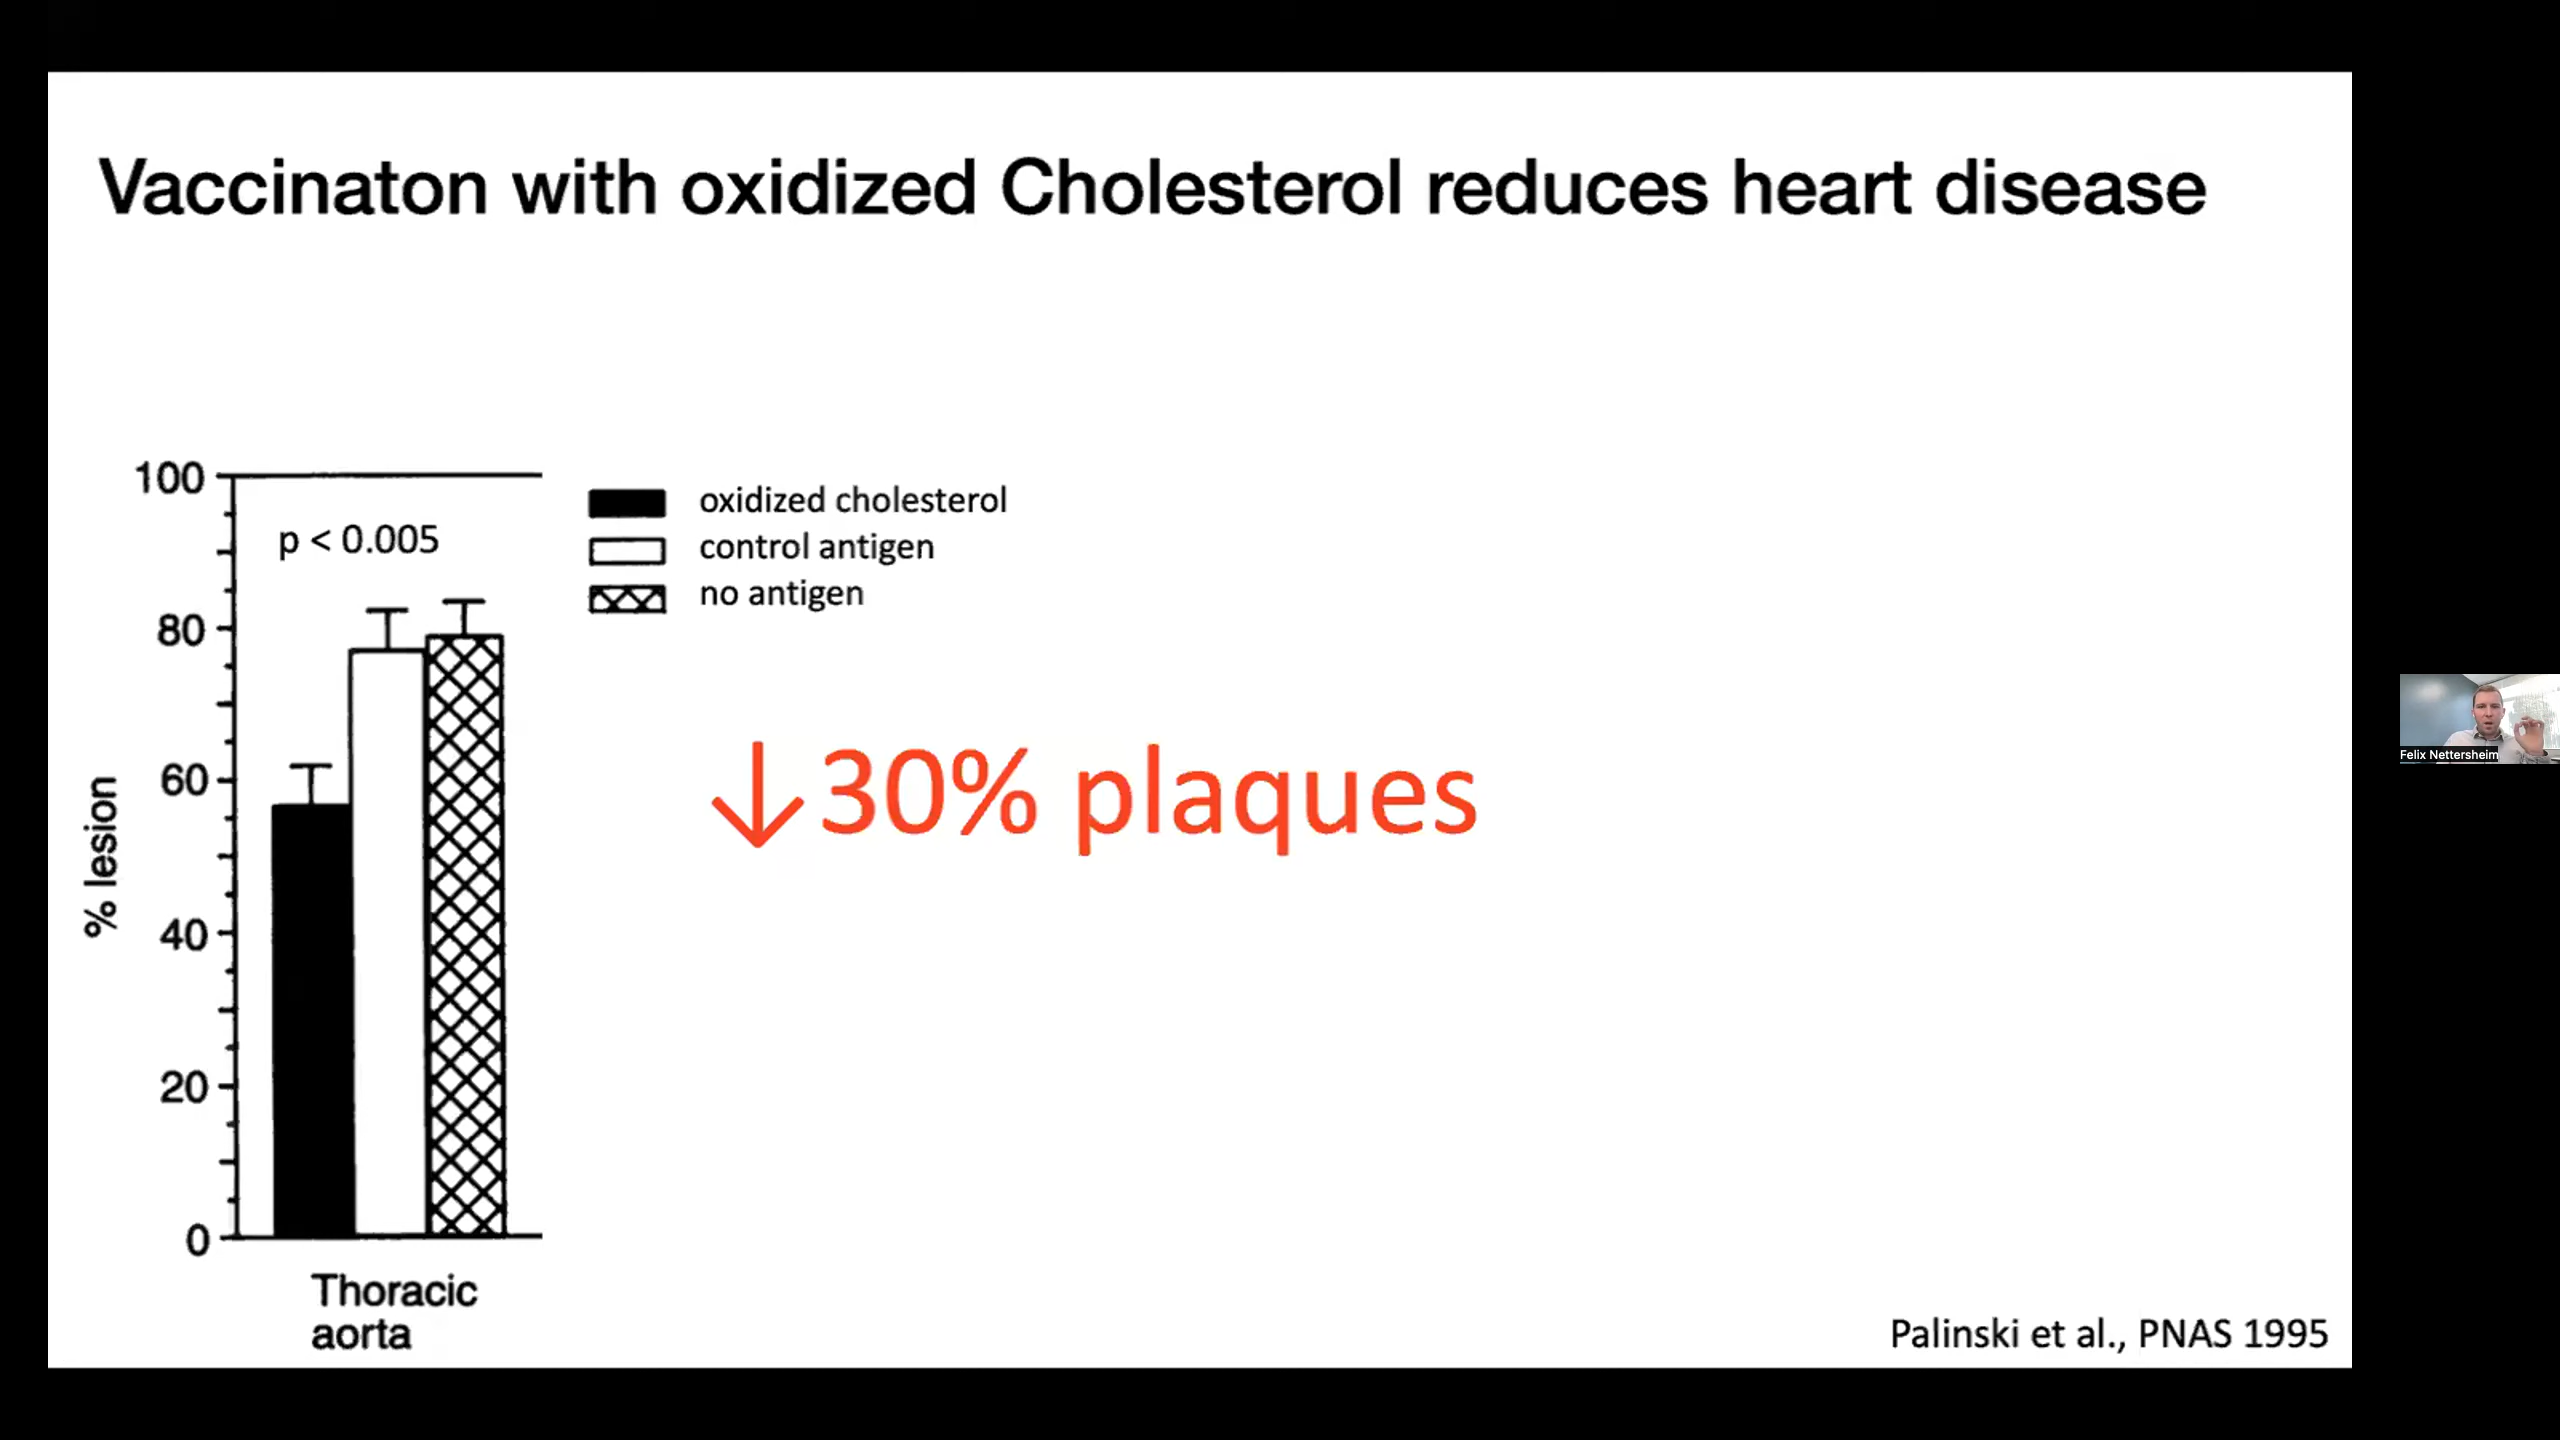 Vaccinaton with oxidized Cholesterol reduces heart disease
100
80
60
40
20
0
% lesion
p < 0.005
Thoracic
aorta
oxidized cholesterol
control antigen
no antigen
↓30% plaques
Palinski et al., PNAS 1995
Felix Nettersheim